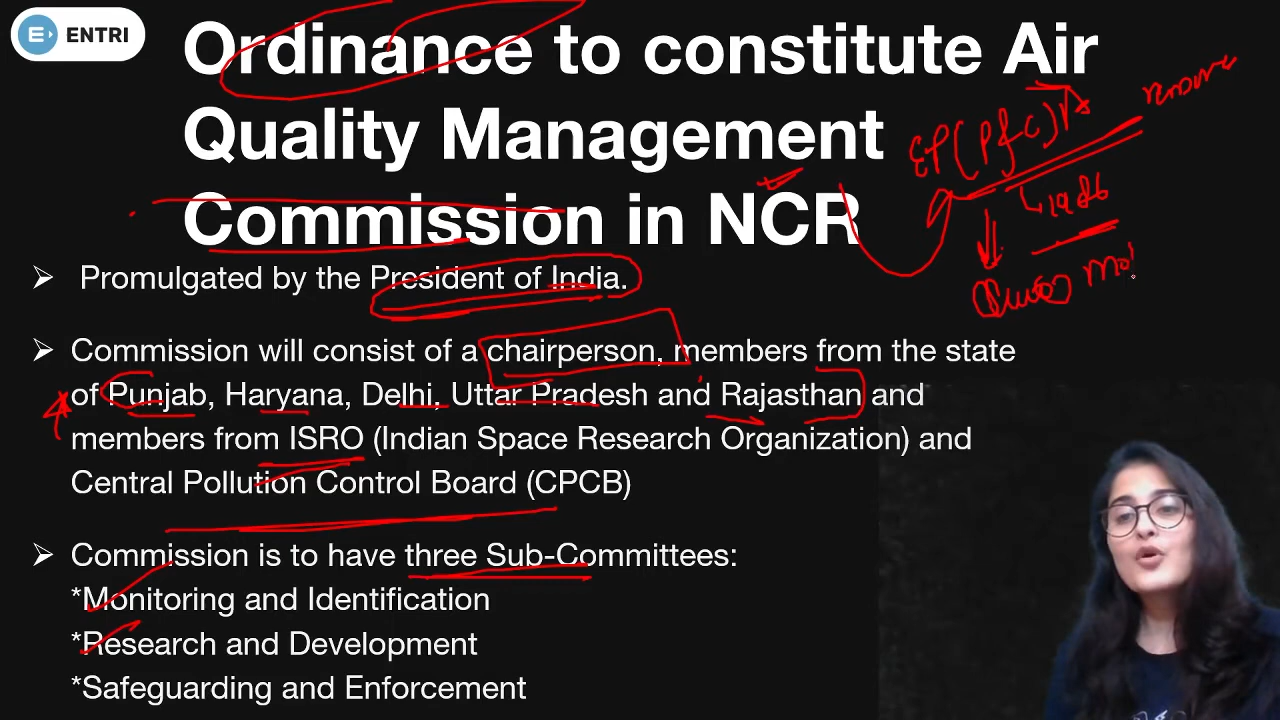 ENTRI
Ordinance to constitute Air
Quality Management
Commission in NCR
EP(P&C)
1986
➤ Promulgated by the President of India.
➤ Commission will consist of a chairperson, members from the state
of Punjab, Haryana, Delhi, Uttar Pradesh and Rajasthan and
members from ISRO (Indian Space Research Organization) and
Central Pollution Control Board (CPCB)
➤ Commission is to have three Sub-Committees:
*Monitoring and Identification
*Research and Development
*Safeguarding and Enforcement